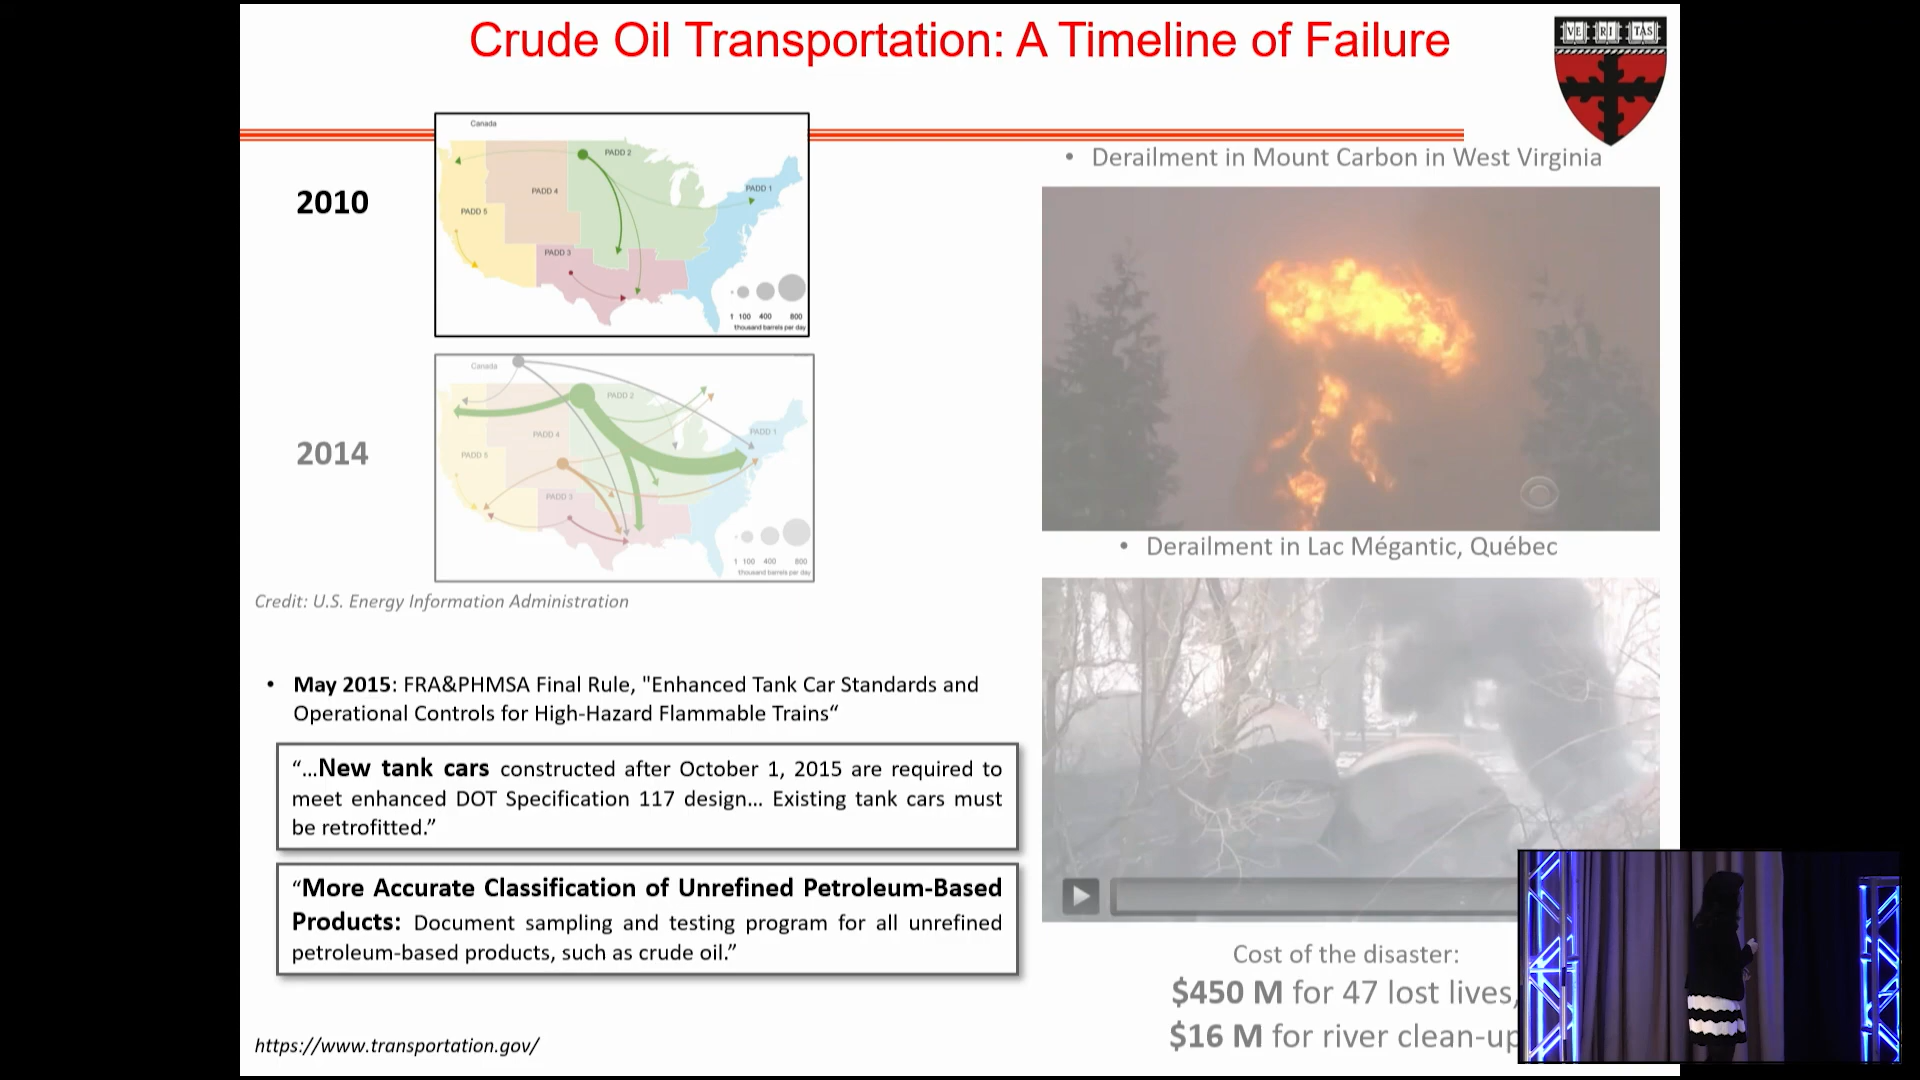 Crude Oil Transportation: A Timeline of Failure
VE RI TAS
2010
Canada
PADD 2
PADD 4
PADD 1
PADD 5
PADD 3
1 100 400 800
thousand barrels per day
2014
Canada
PADD 2
PADD 4
PADD 1
PADD 5
PADD 3
1 100 400 800
thousand barrels per day
Credit: U.S. Energy Information Administration
• May 2015: FRA&PHMSA Final Rule, "Enhanced Tank Car Standards and
Operational Controls for High-Hazard Flammable Trains“
“…New tank cars constructed after October 1, 2015 are required to
meet enhanced DOT Specification 117 design… Existing tank cars must
be retrofitted.”
“More Accurate Classification of Unrefined Petroleum-Based
Products: Document sampling and testing program for all unrefined
petroleum-based products, such as crude oil.”
https://www.transportation.gov/
• Derailment in Mount Carbon in West Virginia
• Derailment in Lac Mégantic, Québec
Cost of the disaster:
$450 M for 47 lost lives,
$16 M for river clean-up